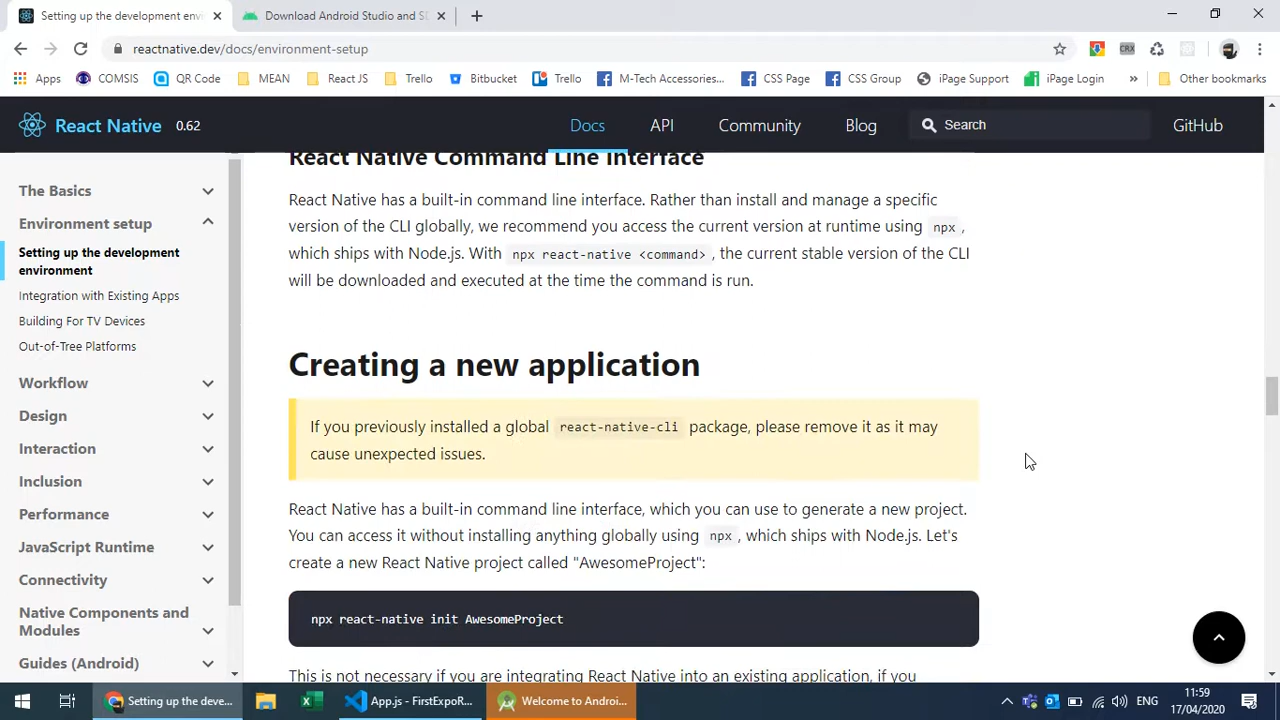 Setting up the development envi
Download Android Studio and SD
reactnative.dev/docs/environment-setup
CRX
Apps
COMSIS
QR Code
MEAN
React JS
Trello
Bitbucket
Trello
M-Tech Accessories...
CSS Page
CSS Group
iPage Support
iPage Login
»
Other bookmarks
React Native 0.62
Docs
API
Community
Blog
Search
GitHub
The Basics
Environment setup
Setting up the development
environment
Integration with Existing Apps
Building For TV Devices
Out-of-Tree Platforms
Workflow
Design
Interaction
Inclusion
Performance
JavaScript Runtime
Connectivity
Native Components and
Modules
Guides (Android)
React Native Command Line Interface
React Native has a built-in command line interface. Rather than install and manage a specific
version of the CLI globally, we recommend you access the current version at runtime using npx ,
which ships with Node.js. With npx react-native <command> , the current stable version of the CLI
will be downloaded and executed at the time the command is run.
Creating a new application
If you previously installed a global react-native-cli package, please remove it as it may
cause unexpected issues.
React Native has a built-in command line interface, which you can use to generate a new project.
You can access it without installing anything globally using npx , which ships with Node.js. Let's
create a new React Native project called "AwesomeProject":
npx react-native init AwesomeProject
This is not necessary if you are integrating React Native into an existing application, if you
Setting up the deve...
App.js - FirstExpoR...
Welcome to Androi...
ENG
11:59
17/04/2020